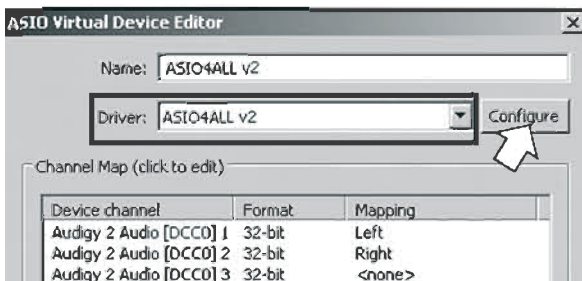 ASIO Virtual Device Editor
Name: ASIO4ALL v2
Driver: ASIO4ALL v2 Configure
Channel Map (click to edit)
Device channel Format Mapping
Audigy 2 Audio [DCC0] 1 32-bit Left
Audigy 2 Audio [DCC0] 2 32-bit Right
Audigy 2 Audio [DCC0] 3 32-bit <none>